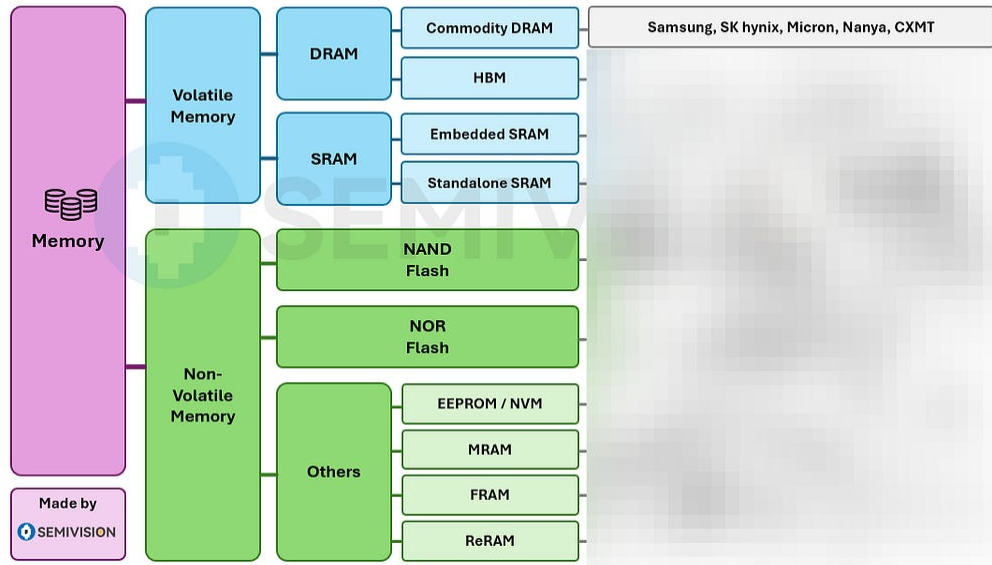 Memory
Made by
SEMIVISION
Volatile
Memory
DRAM
Commodity DRAM
Samsung, SK hynix, Micron, Nanya, CXMT
HBM
SRAM
Embedded SRAM
Standalone SRAM
SEMIV
Non-
Volatile
Memory
NAND
Flash
NOR
Flash
Others
EEPROM / NVM
MRAM
FRAM
ReRAM